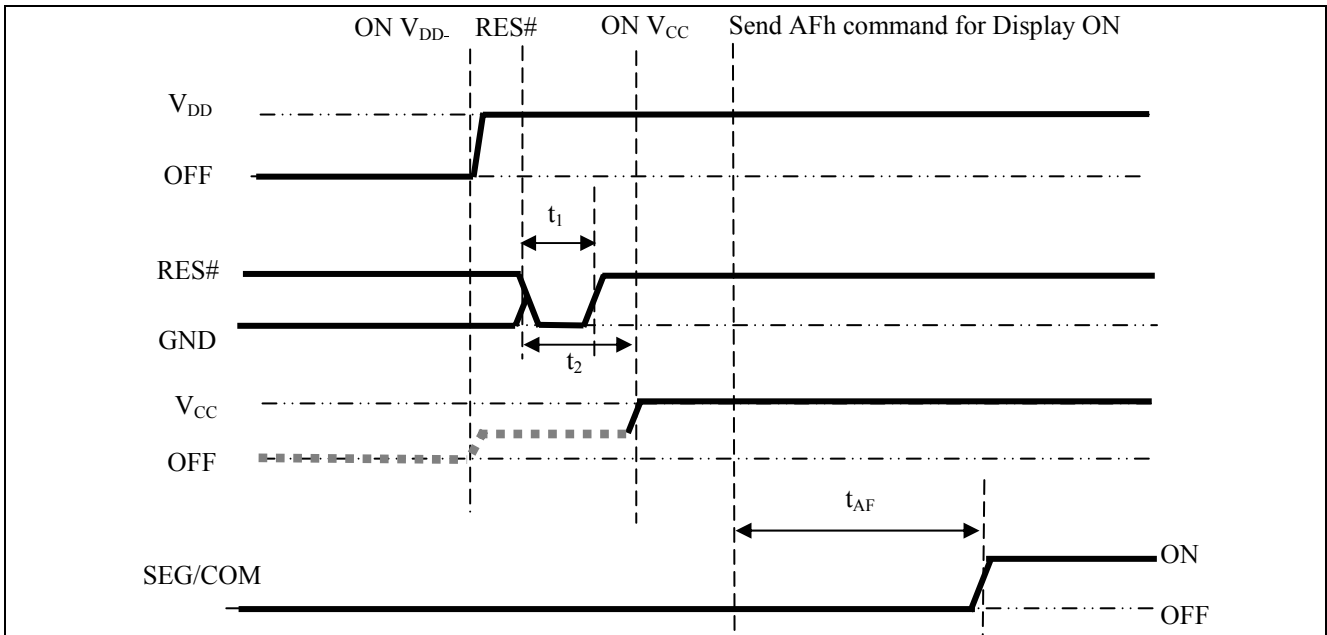 ON VDD- RES# ON VCC Send AFh command for Display ON
VDD
OFF
t1
RES#
GND
t2
VCC
OFF
tAF
ON
SEG/COM
OFF